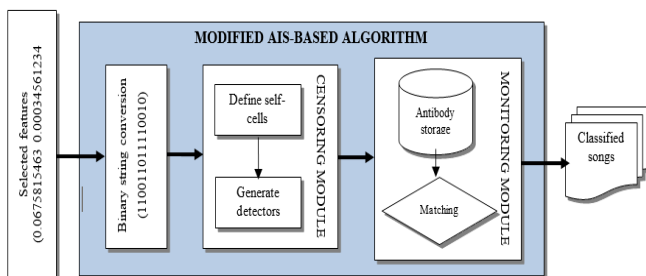 MODIFIED AIS-BASED ALGORITHM
Selected features
(0.0675815463 0.00034561234
Binary string conversion
(1100110111110010)
Define self-
cells
Generate
detectors
CENSORING MODULE
Antibody
storage
Matching
MONITORING MODULE
Classified
songs